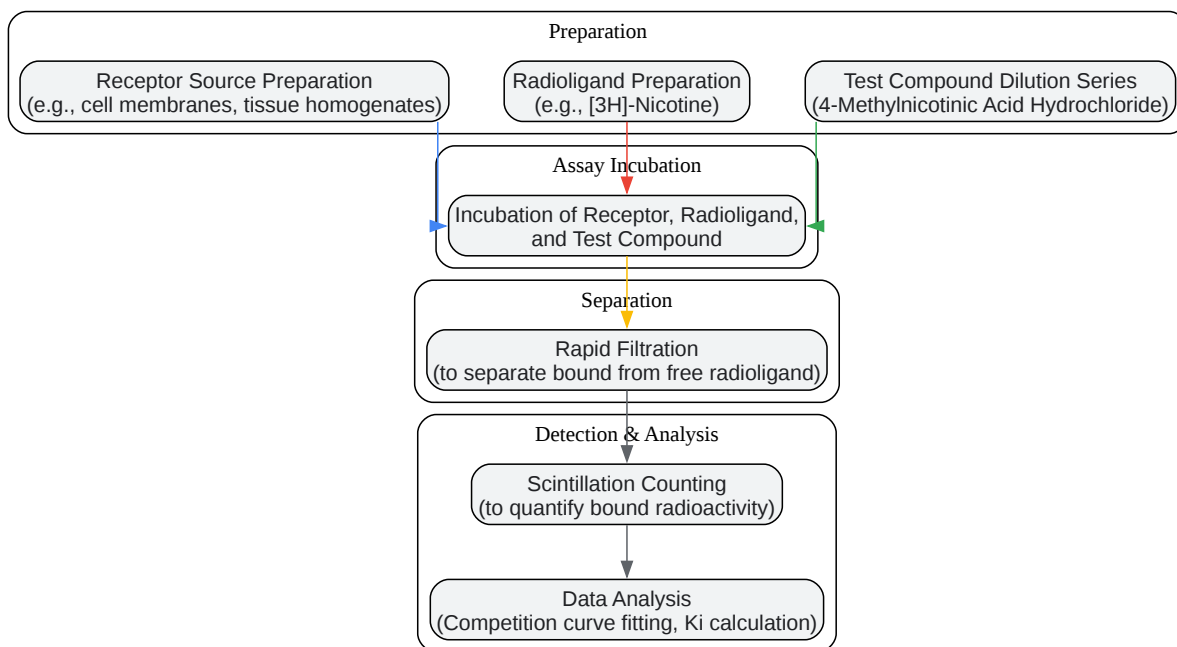 Preparation
Receptor Source Preparation
(e.g., cell membranes, tissue homogenates)
Radioligand Preparation
(e.g., [3H]-Nicotine)
Test Compound Dilution Series
(4-Methylnicotinic Acid Hydrochloride)
Assay Incubation
Incubation of Receptor, Radioligand,
and Test Compound
Separation
Rapid Filtration
(to separate bound from free radioligand)
Detection & Analysis
Scintillation Counting
(to quantify bound radioactivity)
Data Analysis
(Competition curve fitting, Ki calculation)